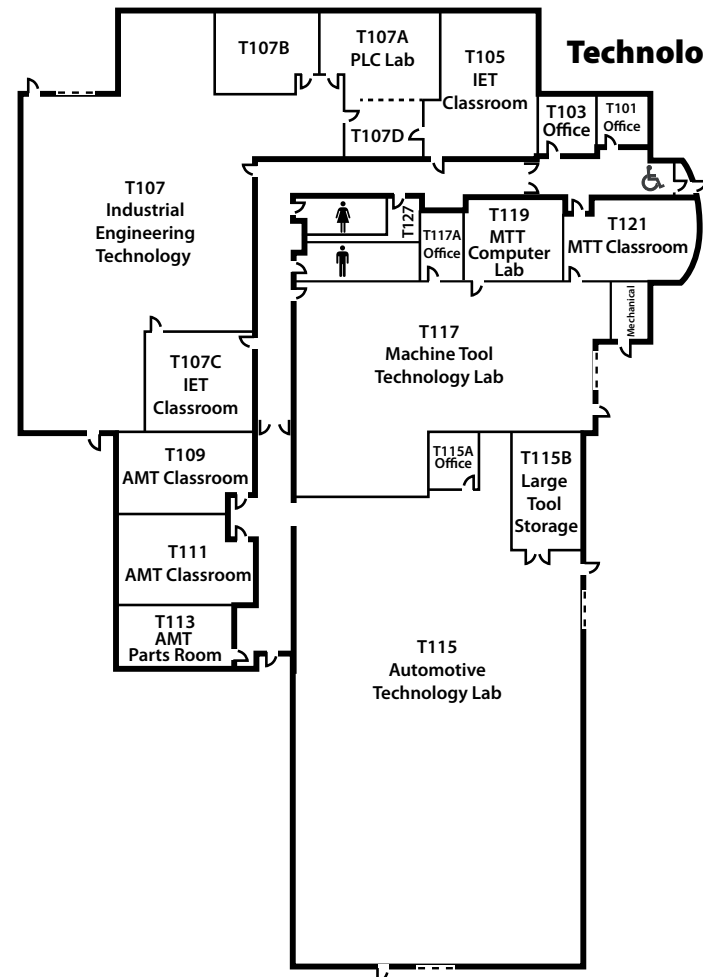 Technolo
T107B
T107A
PLC Lab
T105
IET
Classroom
T103
Office
T101
Office
T107D
T107
Industrial
Engineering
Technology
T127
T117A
Office
T119
MTT
Computer
Lab
T121
MTT Classroom
Mechanical
T117
Machine Tool
Technology Lab
T107C
IET
Classroom
T109
AMT Classroom
T115A
Office
T115B
Large
Tool
Storage
T111
AMT Classroom
T113
AMT
Parts Room
T115
Automotive
Technology Lab